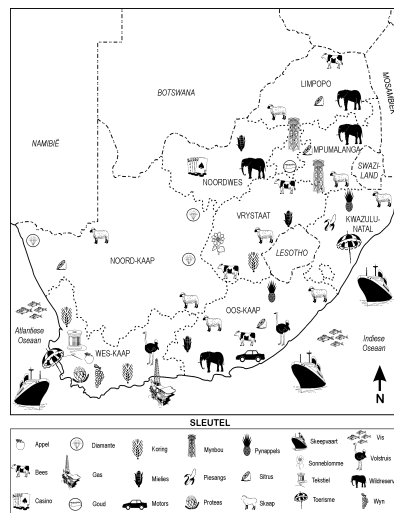 LIMPOPO
MOSAMBIEK
BOTSWANA
NAMIBIË
MPUMALANGA
SWAZI-
LAND
NOORDWES
VRYSTAAT
KWAZULU-
NATAL
LESOTHO
NOORD-KAAP
OOS-KAAP
Atlantiese
Oseaan
WES-KAAP
Indiese
Oseaan
N
SLEUTEL
Appel
Diamante
Koring
Mynbou
Pynappels
Skeepvaart
Vis
Bees
Gas
Mielies
Piesangs
Sitrus
Sonneblomme
Volstruis
Tekstiel
Wildreservaat
Casino
Goud
Motors
Proteas
Skaap
Toerisme
Wyn